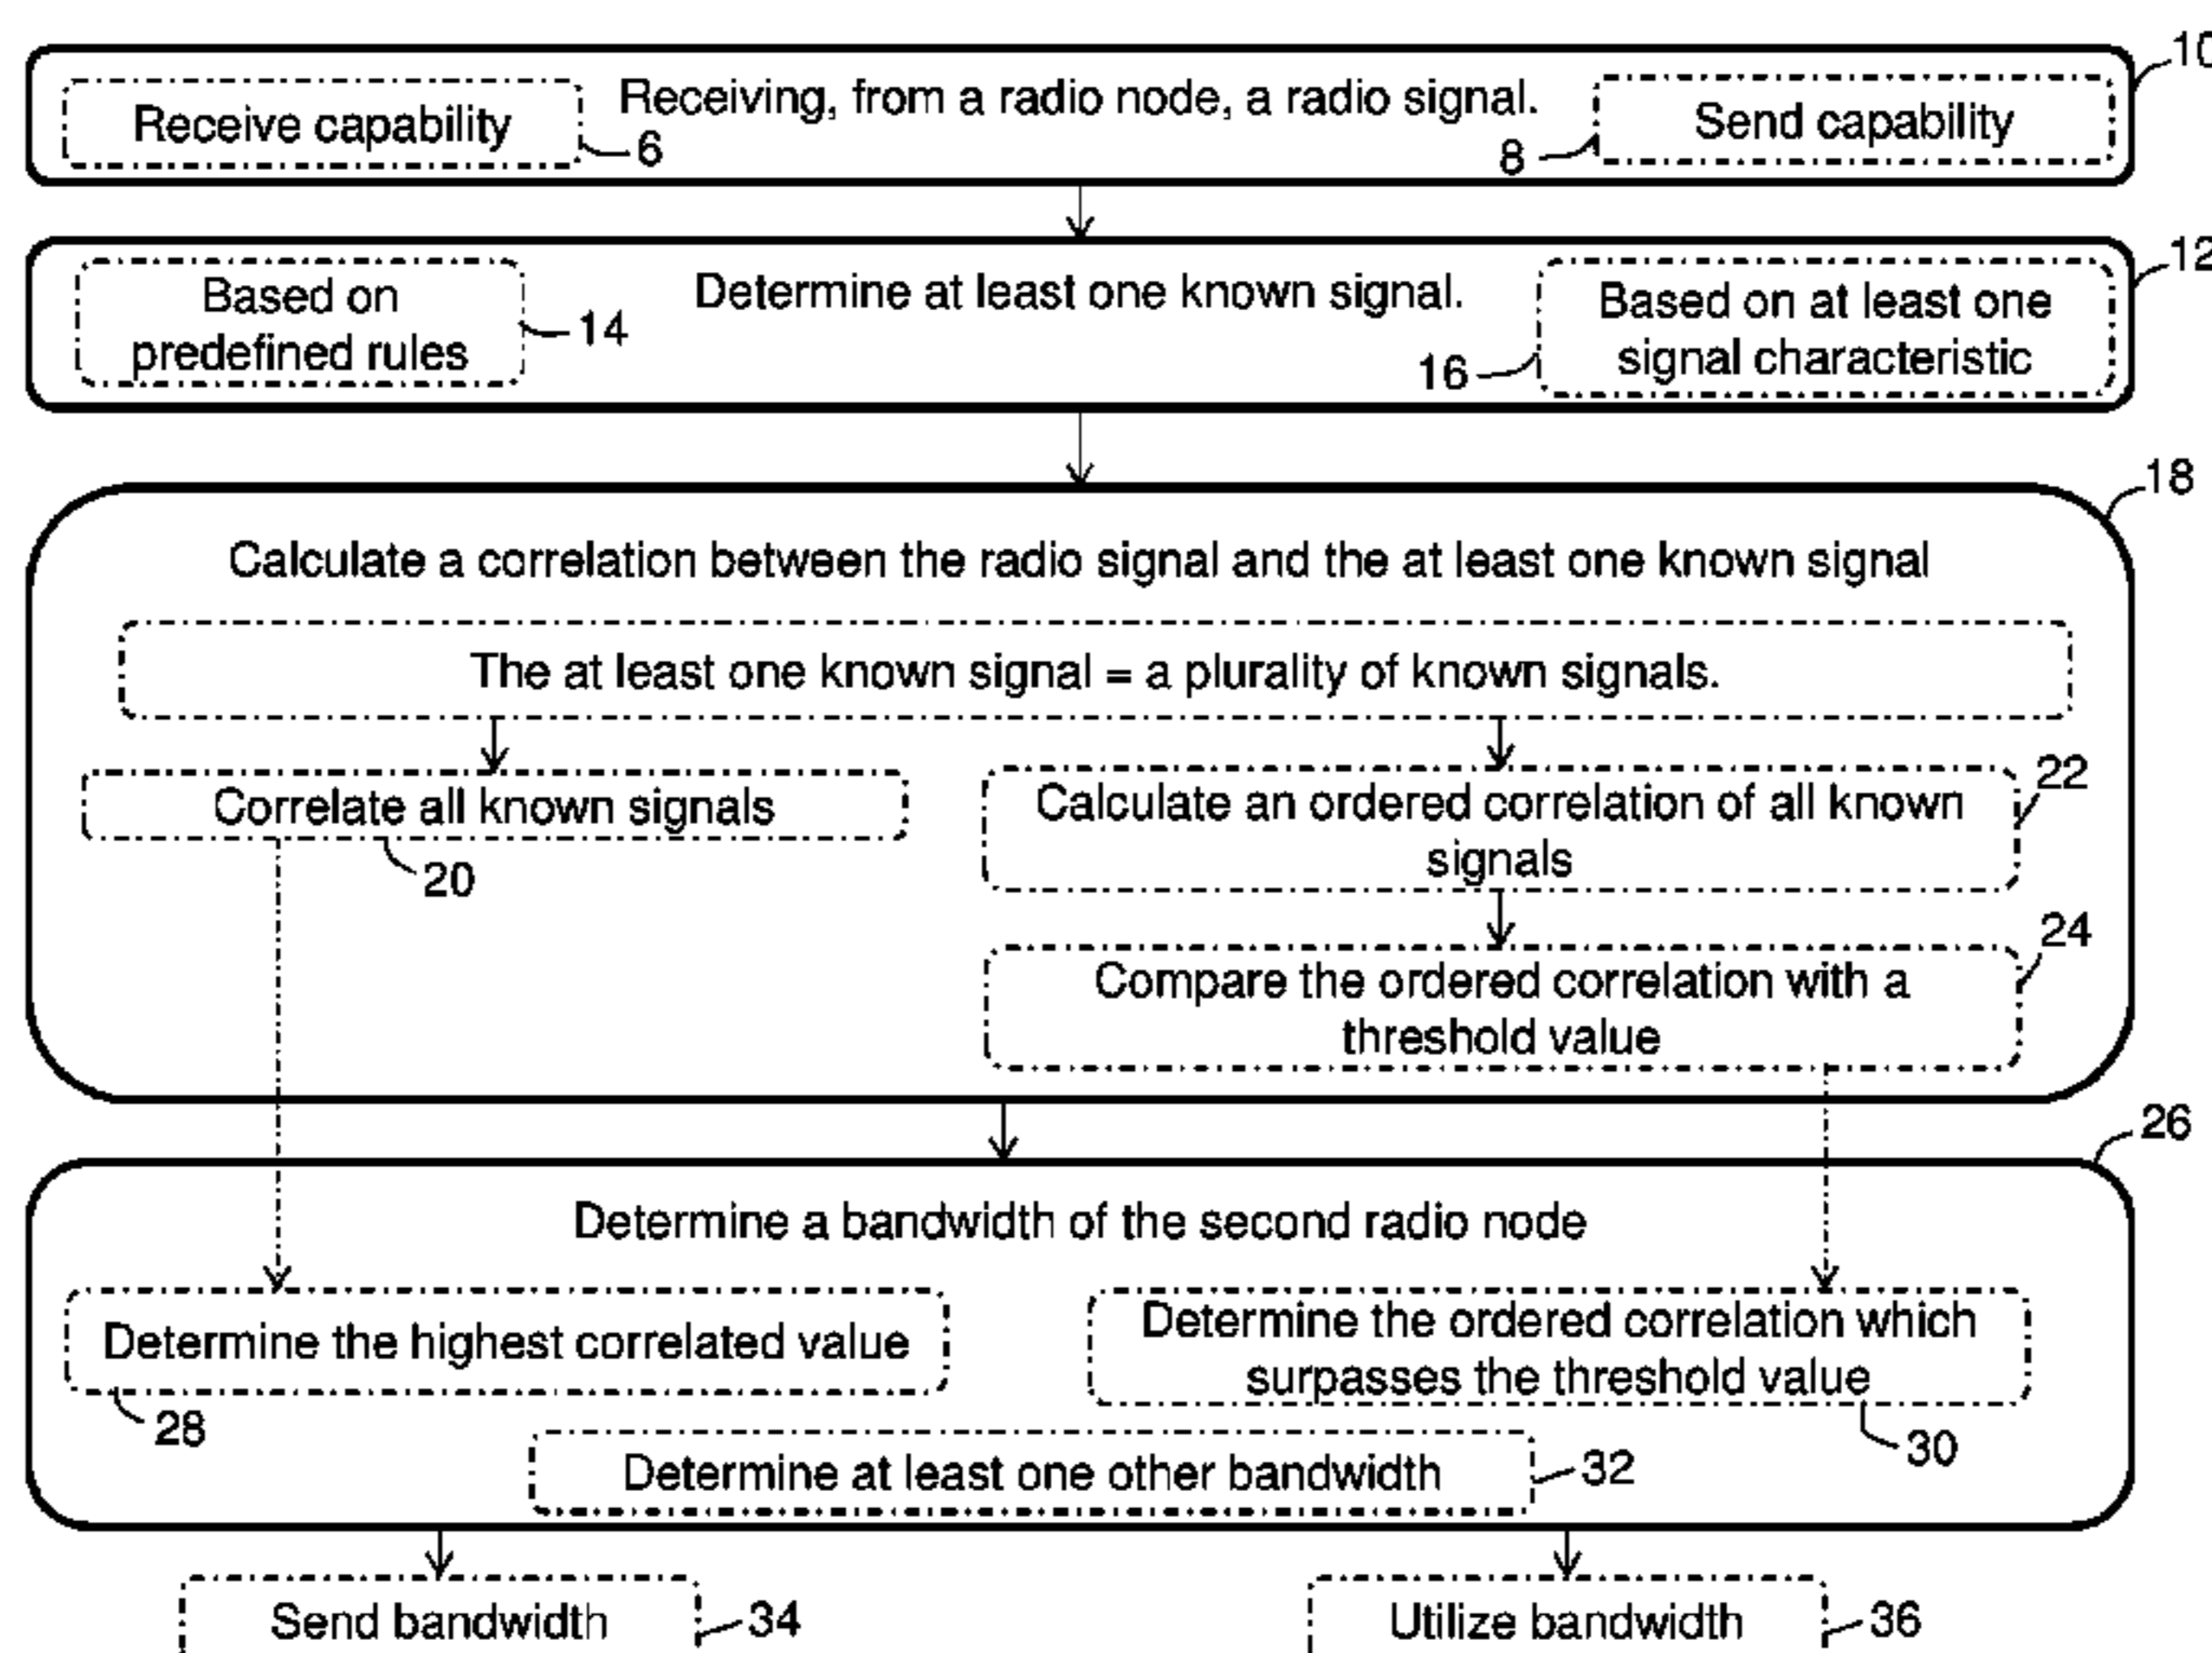 10
Receive capability
6
Receiving, from a radio node, a radio signal.
8
Send capability
12
Based on
predefined rules
14
Determine at least one known signal.
16
Based on at least one
signal characteristic
18
Calculate a correlation between the radio signal and the at least one known signal
The at least one known signal = a plurality of known signals.
Correlate all known signals
20
Calculate an ordered correlation of all known
signals
22
Compare the ordered correlation with a
threshold value
24
26
Determine a bandwidth of the second radio node
Determine the highest correlated value
28
Determine the ordered correlation which
surpasses the threshold value
30
Determine at least one other bandwidth
32
Send bandwidth
34
Utilize bandwidth
36